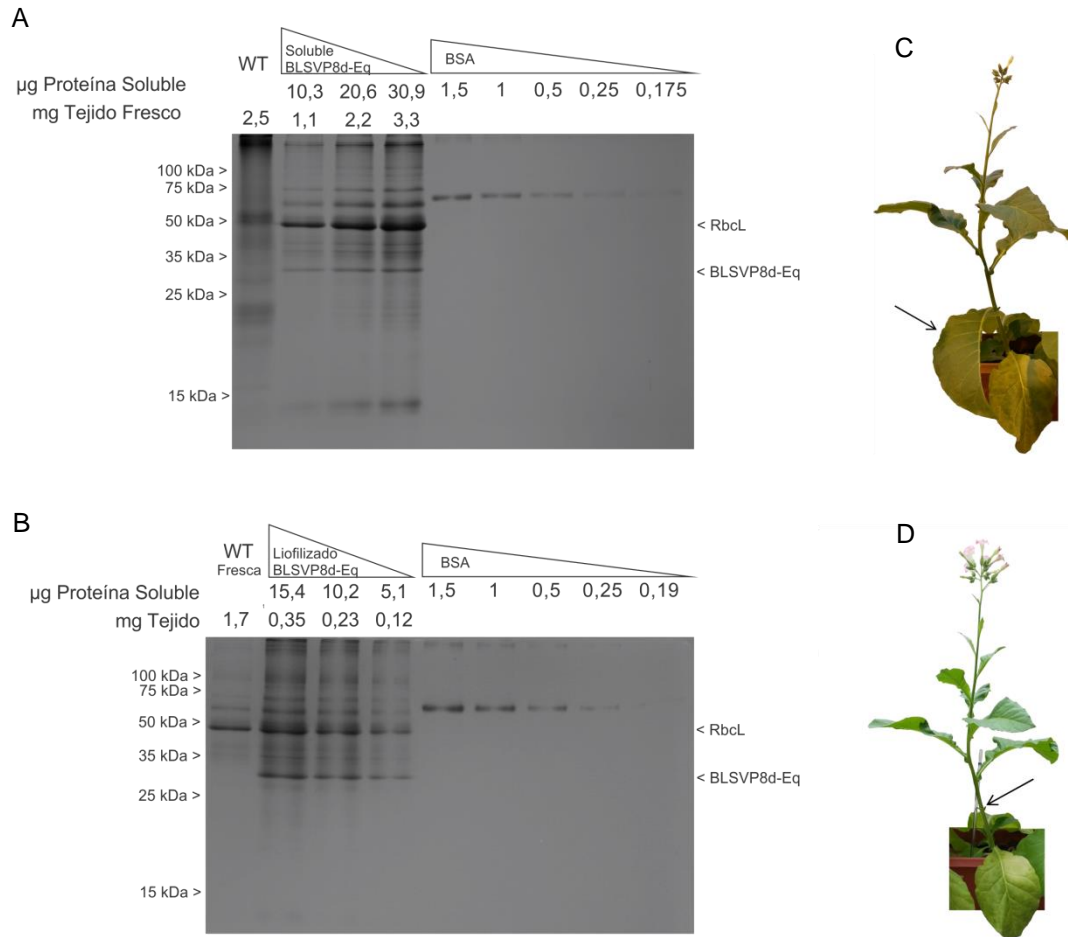 A
WT
Soluble
BLSVP8d-Eq
BSA
µg Proteína Soluble
10,3 20,6 30,9 1,5 1 0,5 0,25 0,175
mg Tejido Fresco
2,5 1,1 2,2 3,3
100 kDa >
75 kDa >
50 kDa >
< RbcL
35 kDa >
< BLSVP8d-Eq
25 kDa >
15 kDa >
C
B
WT
Fresca
Liofilizado
BLSVP8d-Eq
BSA
µg Proteína Soluble
15,4 10,2 5,1 1,5 1 0,5 0,25 0,19
mg Tejido
1,7 0,35 0,23 0,12
100 kDa >
75 kDa >
50 kDa >
< RbcL
35 kDa >
< BLSVP8d-Eq
25 kDa >
15 kDa >
D